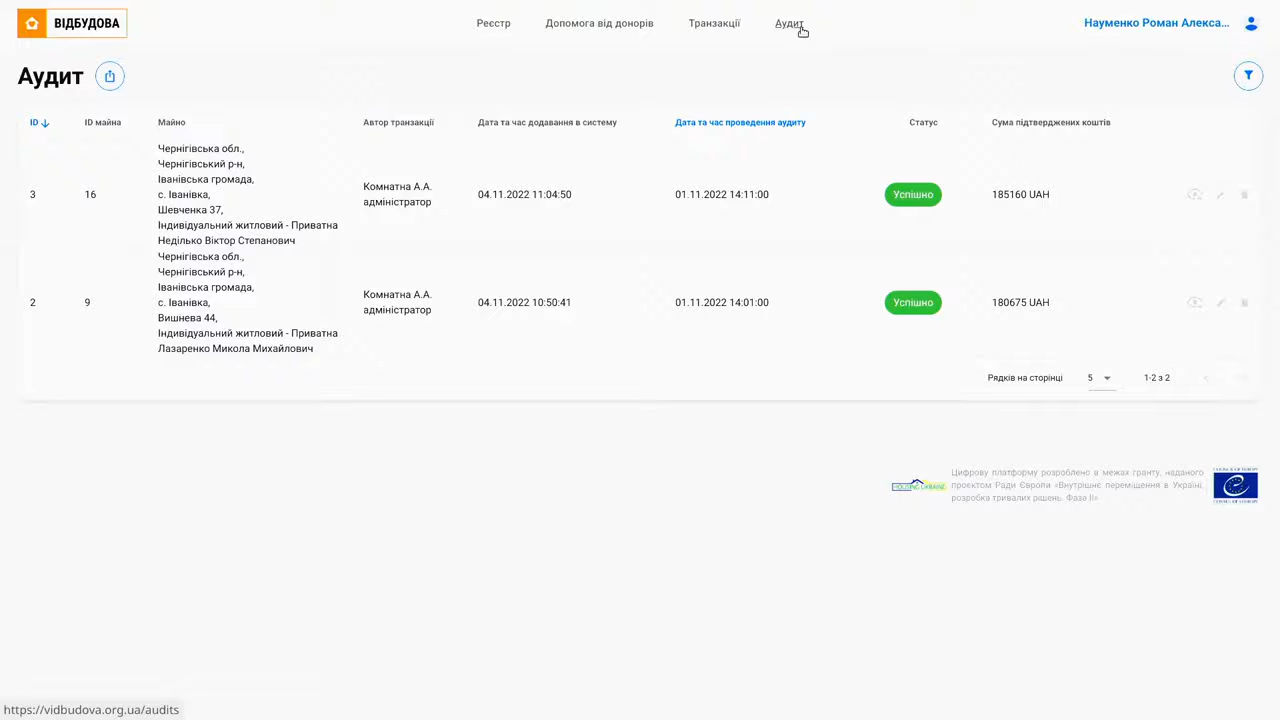 ВІДБУДОВА
Реєстр
Допомога від донорів
Транзакції
Аудит
Науменко Роман Алекса...
Аудит
ID
ID майна
Майно
Автор транзакції
Дата та час додавання в систему
Дата та час проведення аудиту
Статус
Сума підтверджених коштів
3
16
Чернігівська обл.,
Чернігівський р-н,
Іванівська громада,
с. Іванівка,
Шевченка 37,
Індивідуальний житловий - Приватна
Неділько Віктор Степанович
Комнатна А.А.
адміністратор
04.11.2022 11:04:50
01.11.2022 14:11:00
Успішно
185160 UAH
2
9
Чернігівська обл.,
Чернігівський р-н,
Іванівська громада,
с. Іванівка,
Вишнева 44,
Індивідуальний житловий - Приватна
Лазаренко Микола Михайлович
Комнатна А.А.
адміністратор
04.11.2022 10:50:41
01.11.2022 14:01:00
Успішно
180675 UAH
Рядків на сторінці
5
1-2 з 2
HOUSING UKRAINE
Цифрову платформу розроблено в межах гранту, наданого
проектом Ради Європи «Внутрішнє переміщення в Україні:
розробка тривалих рішень. Фаза II»
https://vidbudova.org.ua/audits